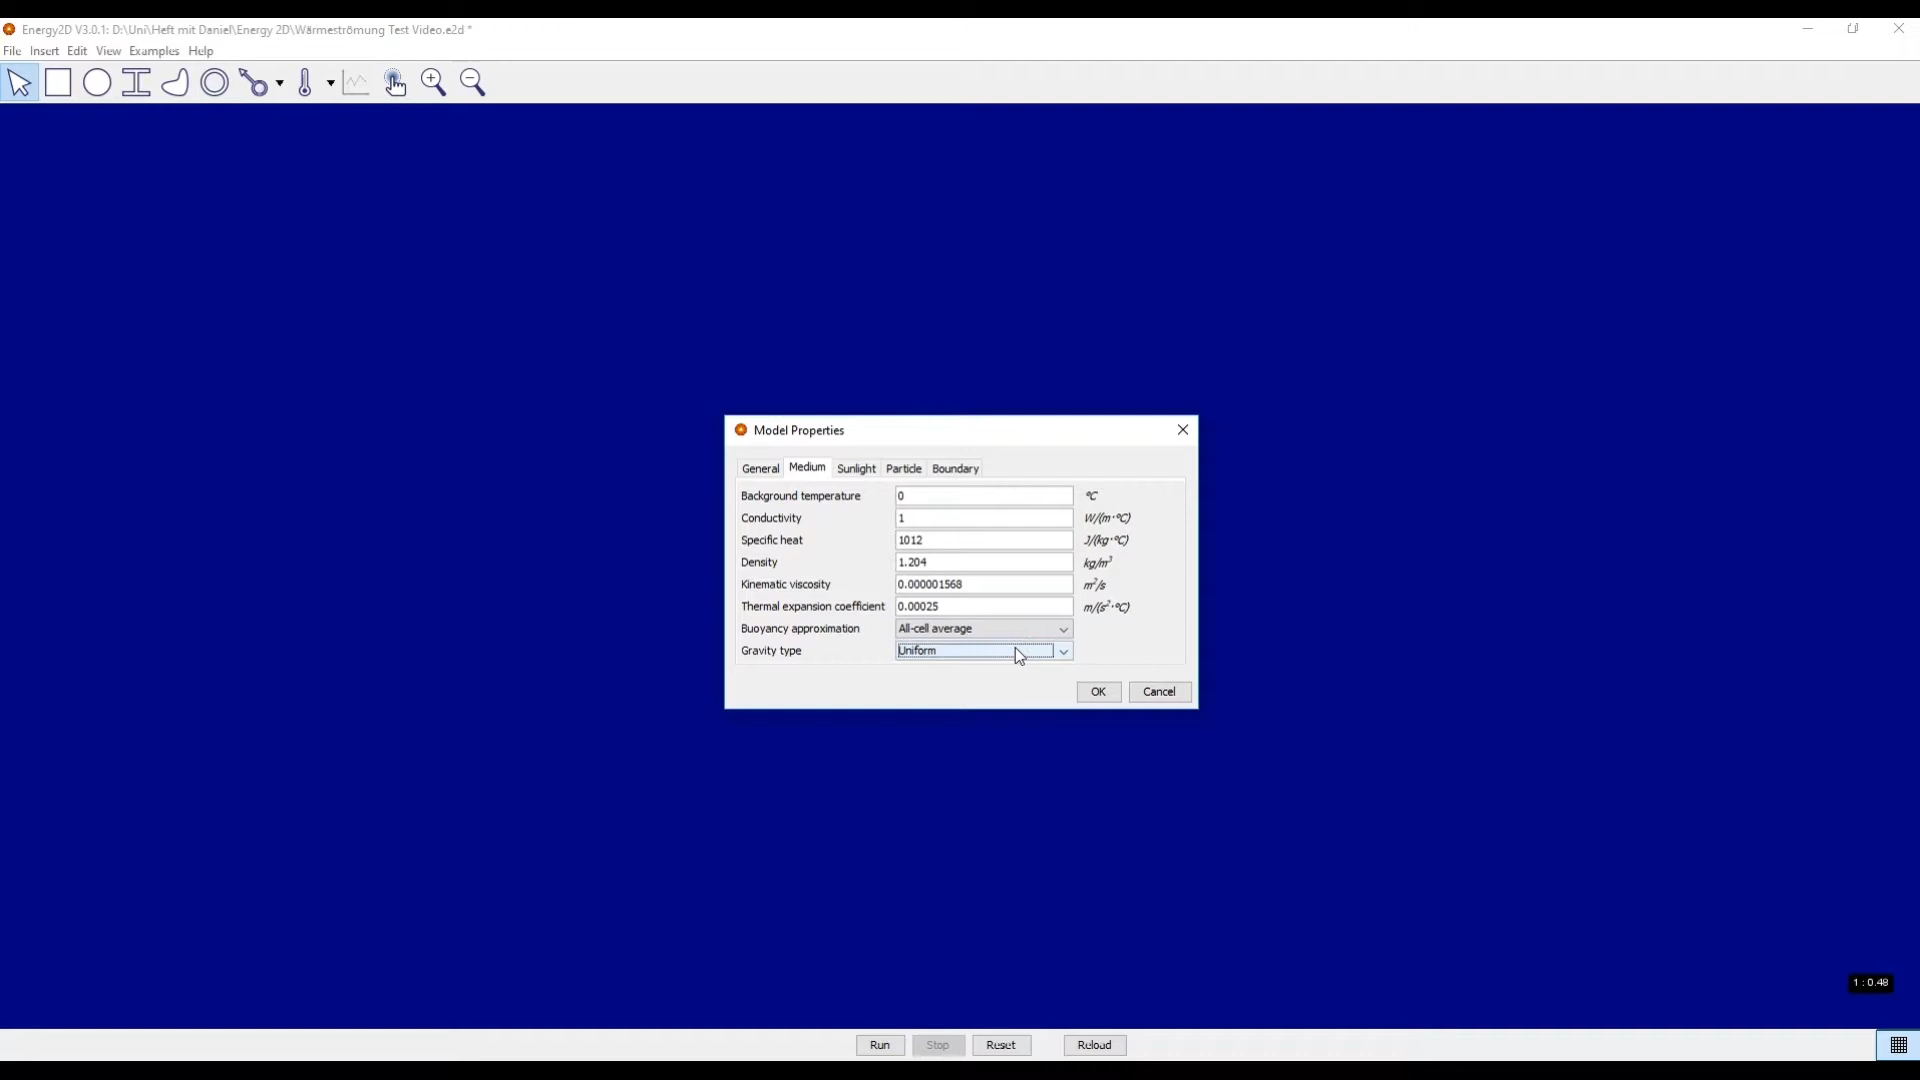 Energy2D V3.0.1: D:\Uni\Heft mit Daniel\Energy 2D\Wärmeströmung Test Video.e2d *
File Insert Edit View Examples Help
Model Properties
General Medium Sunlight Particle Boundary
Background temperature 0 °C
Conductivity 1 W/(m·°C)
Specific heat 1012 J/(kg·°C)
Density 1.204 kg/m³
Kinematic viscosity 0.000001568 m²/s
Thermal expansion coefficient 0.00025 m/(s²·°C)
Buoyancy approximation All-cell average
Gravity type Uniform
OK Cancel
1 : 0.48
Run Stop Reset Reload